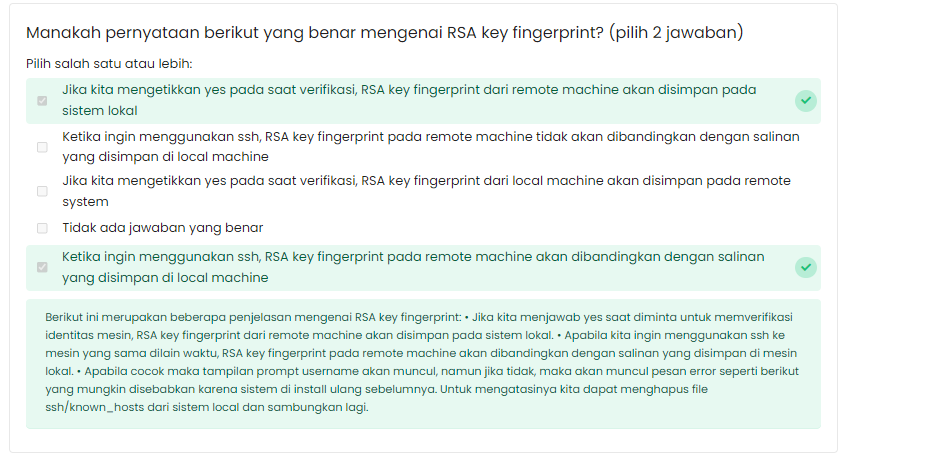 Manakah pernyataan berikut yang benar mengenai RSA key fingerprint? (pilih 2 jawaban)
Pilih salah satu atau lebih:
Jika kita mengetikkan yes pada saat verifikasi, RSA key fingerprint dari remote machine akan disimpan pada
sistem lokal
Ketika ingin menggunakan ssh, RSA key fingerprint pada remote machine tidak akan dibandingkan dengan salinan
yang disimpan di local machine
Jika kita mengetikkan yes pada saat verifikasi, RSA key fingerprint dari local machine akan disimpan pada remote
system
Tidak ada jawaban yang benar
Ketika ingin menggunakan ssh, RSA key fingerprint pada remote machine akan dibandingkan dengan salinan
yang disimpan di local machine
Berikut ini merupakan beberapa penjelasan mengenai RSA key fingerprint: • Jika kita menjawab yes saat diminta untuk memverifikasi
identitas mesin, RSA key fingerprint dari remote machine akan disimpan pada sistem lokal. • Apabila kita ingin menggunakan ssh ke
mesin yang sama dilain waktu, RSA key fingerprint pada remote machine akan dibandingkan dengan salinan yang disimpan di mesin
lokal. • Apabila cocok maka tampilan prompt username akan muncul, namun jika tidak, maka akan muncul pesan error seperti berikut
yang mungkin disebabkan karena sistem di install ulang sebelumnya. Untuk mengatasinya kita dapat menghapus file
ssh/known_hosts dari sistem local dan sambungkan lagi.